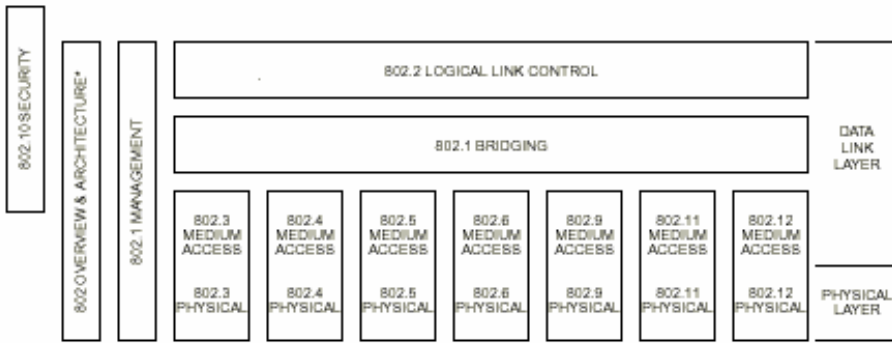 802.10 SECURITY
802 OVERVIEW & ARCHITECTURE*
802.1 MANAGEMENT
802.2 LOGICAL LINK CONTROL
802.1 BRIDGING
802.3
MEDIUM
ACCESS
802.3
PHYSICAL
802.4
MEDIUM
ACCESS
802.4
PHYSICAL
802.5
MEDIUM
ACCESS
802.5
PHYSICAL
802.6
MEDIUM
ACCESS
802.6
PHYSICAL
802.9
MEDIUM
ACCESS
802.9
PHYSICAL
802.11
MEDIUM
ACCESS
802.11
PHYSICAL
802.12
MEDIUM
ACCESS
802.12
PHYSICAL
DATA
LINK
LAYER
PHYSICAL
LAYER